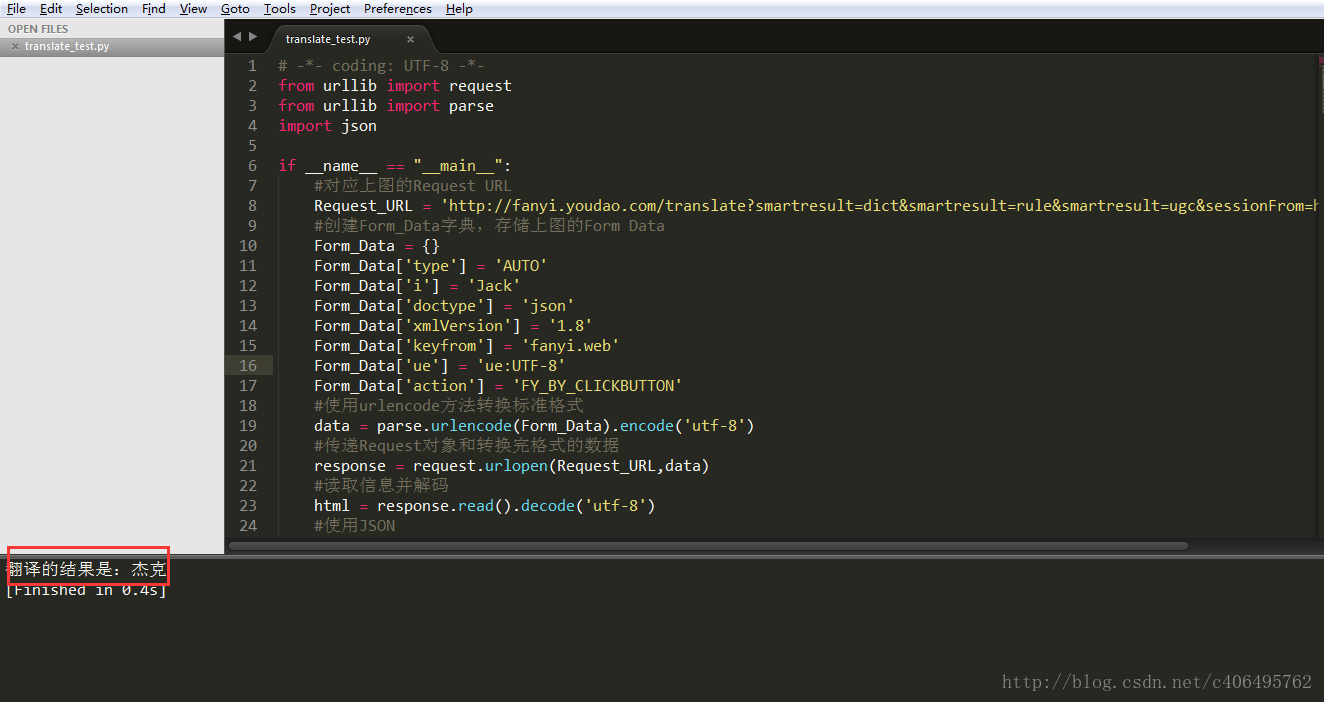 File Edit Selection Find View Goto Tools Project Preferences Help
OPEN FILES
× translate_test.py
translate_test.py ×
1 # -*- coding: UTF-8 -*-
2 from urllib import request
3 from urllib import parse
4 import json
5
6 if __name__ == "__main__":
7 #对应上图的Request URL
8 Request_URL = 'http://fanyi.youdao.com/translate?smartresult=dict&smartresult=rule&smartresult=ugc&sessionFrom=h
9 #创建Form_Data字典，存储上图的Form Data
10 Form_Data = {}
11 Form_Data['type'] = 'AUTO'
12 Form_Data['i'] = 'Jack'
13 Form_Data['doctype'] = 'json'
14 Form_Data['xmlVersion'] = '1.8'
15 Form_Data['keyfrom'] = 'fanyi.web'
16 Form_Data['ue'] = 'ue:UTF-8'
17 Form_Data['action'] = 'FY_BY_CLICKBUTTON'
18 #使用urlencode方法转换标准格式
19 data = parse.urlencode(Form_Data).encode('utf-8')
20 #传递Request对象和转换完格式的数据
21 response = request.urlopen(Request_URL,data)
22 #读取信息并解码
23 html = response.read().decode('utf-8')
24 #使用JSON
翻译的结果是：杰克
[Finished in 0.4s]
http://blog.csdn.net/c406495762